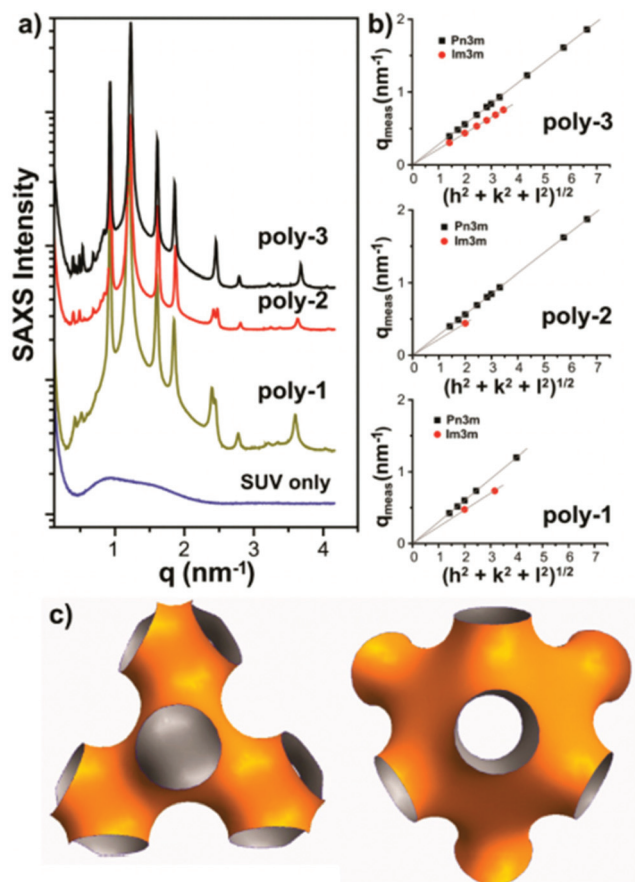 a)
SAXS Intensity
poly-3
poly-2
poly-1
SUV only
0
1
2
3
4
q (nm⁻¹)
b)
2
1
0
q_meas (nm⁻¹)
Pn3m
Im3m
poly-3
0 1 2 3 4 5 6 7
(h² + k² + l²)^1/2
2
1
0
q_meas (nm⁻¹)
Pn3m
Im3m
poly-2
0 1 2 3 4 5 6 7
(h² + k² + l²)^1/2
2
1
0
q_meas (nm⁻¹)
Pn3m
Im3m
poly-1
0 1 2 3 4 5 6 7
(h² + k² + l²)^1/2
c)